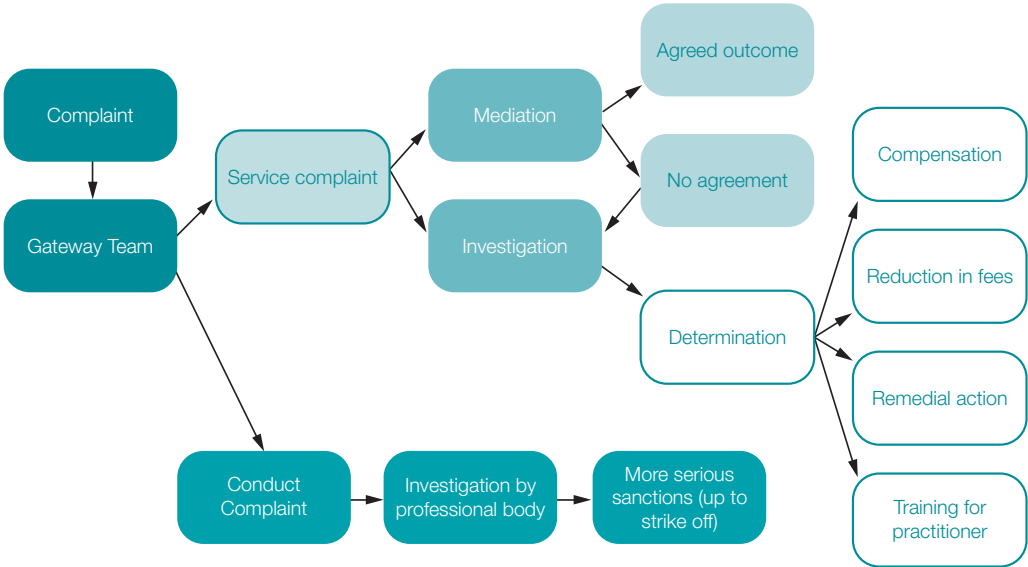 Complaint
Gateway Team
Service complaint
Mediation
Investigation
Agreed outcome
No agreement
Determination
Compensation
Reduction in fees
Remedial action
Training for
practitioner
Conduct
Complaint
Investigation by
professional body
More serious
sanctions (up to
strike off)